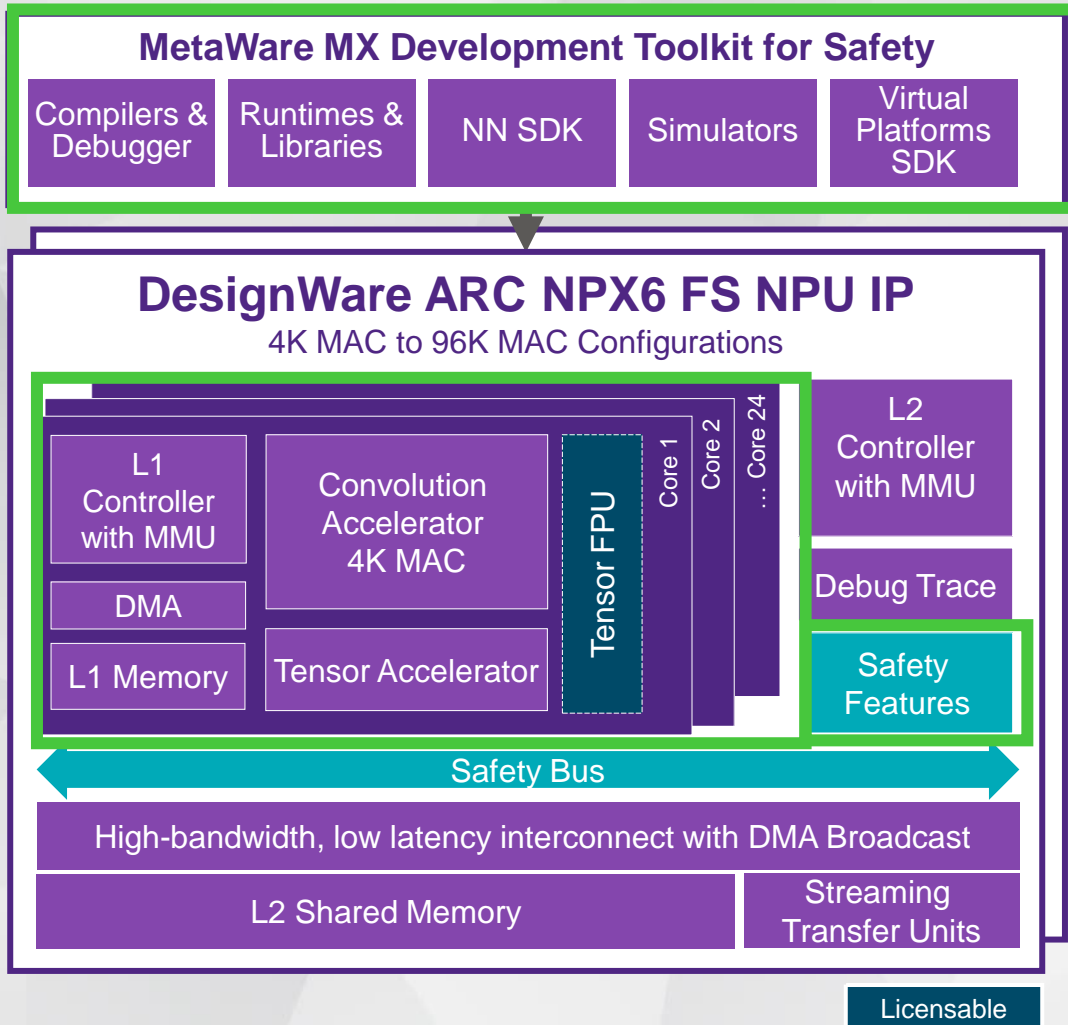 MetaWare MX Development Toolkit for Safety
Compilers &
Debugger
Runtimes &
Libraries
NN SDK
Simulators
Virtual
Platforms
SDK
DesignWare ARC NPX6 FS NPU IP
4K MAC to 96K MAC Configurations
L1
Controller
with MMU
DMA
L1 Memory
Convolution
Accelerator
4K MAC
Tensor Accelerator
Tensor FPU
Core 1
Core 2
... Core 24
L2
Controller
with MMU
Debug Trace
Safety
Features
Safety Bus
High-bandwidth, low latency interconnect with DMA Broadcast
L2 Shared Memory
Streaming
Transfer Units
Licensable